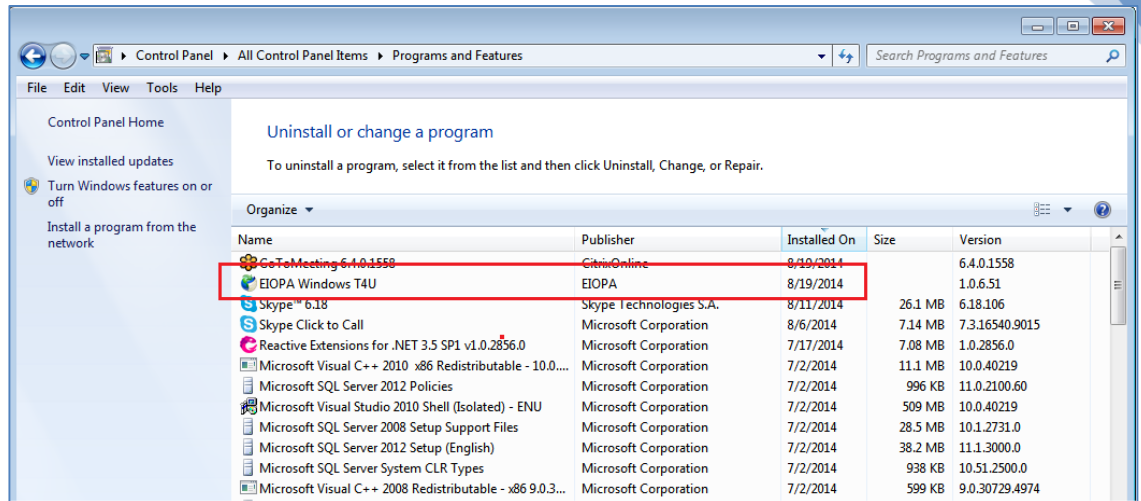 Control Panel ▸ All Control Panel Items ▸ Programs and Features Search Programs and Features
File Edit View Tools Help
Control Panel Home
View installed updates
Turn Windows features on or
off
Install a program from the
network
Uninstall or change a program
To uninstall a program, select it from the list and then click Uninstall, Change, or Repair.
Organize
Name Publisher Installed On Size Version
GoToMeeting 6.4.0.1558 CitrixOnline 8/19/2014 6.4.0.1558
EIOPA Windows T4U EIOPA 8/19/2014 1.0.6.51
Skype™ 6.18 Skype Technologies S.A. 8/11/2014 26.1 MB 6.18.106
Skype Click to Call Microsoft Corporation 8/6/2014 7.14 MB 7.3.16540.9015
Reactive Extensions for .NET 3.5 SP1 v1.0.2856.0 Microsoft Corporation 7/17/2014 7.08 MB 1.0.2856.0
Microsoft Visual C++ 2010 x86 Redistributable - 10.0.... Microsoft Corporation 7/2/2014 11.1 MB 10.0.40219
Microsoft SQL Server 2012 Policies Microsoft Corporation 7/2/2014 996 KB 11.0.2100.60
Microsoft Visual Studio 2010 Shell (Isolated) - ENU Microsoft Corporation 7/2/2014 509 MB 10.0.40219
Microsoft SQL Server 2008 Setup Support Files Microsoft Corporation 7/2/2014 28.5 MB 10.1.2731.0
Microsoft SQL Server 2012 Setup (English) Microsoft Corporation 7/2/2014 38.2 MB 11.1.3000.0
Microsoft SQL Server System CLR Types Microsoft Corporation 7/2/2014 938 KB 10.51.2500.0
Microsoft Visual C++ 2008 Redistributable - x86 9.0.3... Microsoft Corporation 7/2/2014 599 KB 9.0.30729.4974